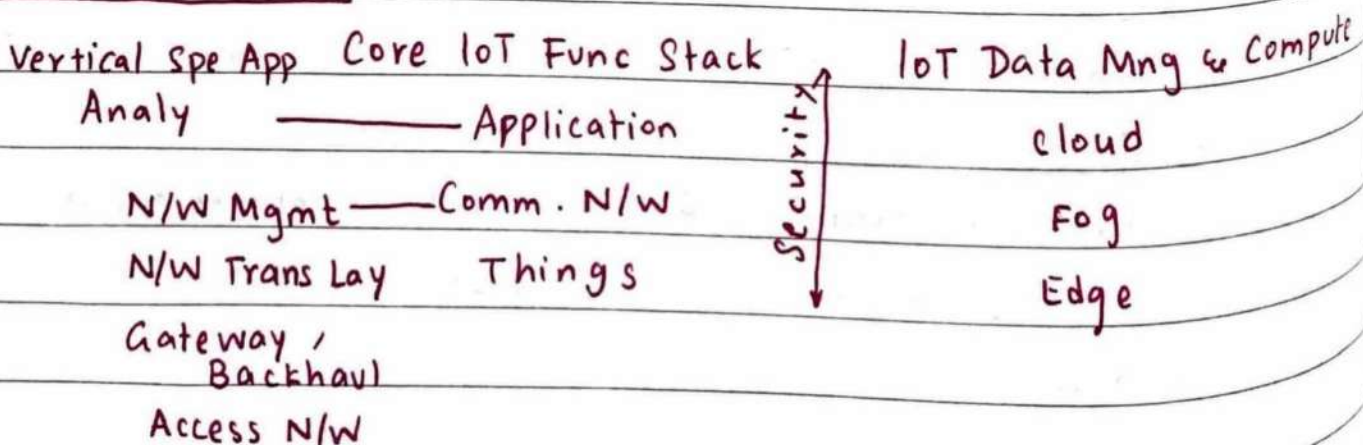 Vertical Spe App Core IoT Func Stack IoT Data Mng & Compute
Analy Application Cloud
Security
N/W Mgmt Comm. N/W Fog
N/W Trans Lay Things Edge
Gateway /
Backhaul
Access N/W